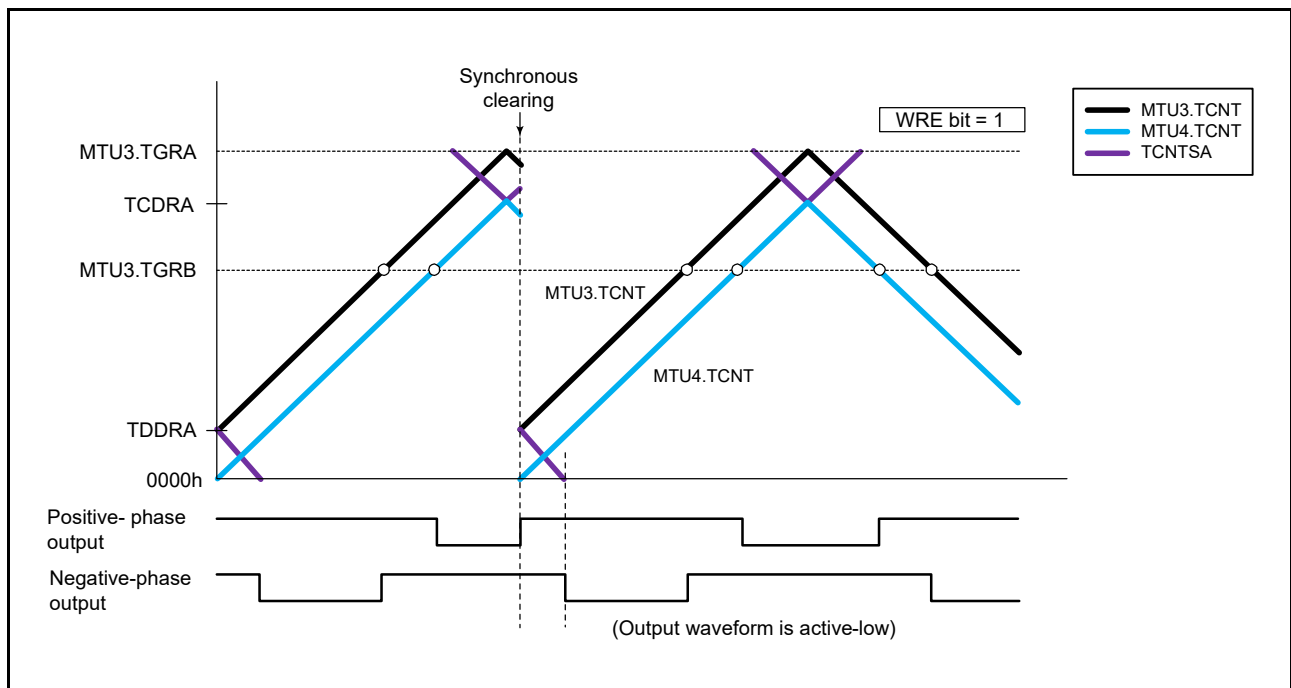 Synchronous
clearing
WRE bit = 1
MTU3.TCNT
MTU4.TCNT
TCNTSA
MTU3.TGRA
TCDRA
MTU3.TGRB
MTU3.TCNT
MTU4.TCNT
TDDRA
0000h
Positive- phase
output
Negative-phase
output
(Output waveform is active-low)